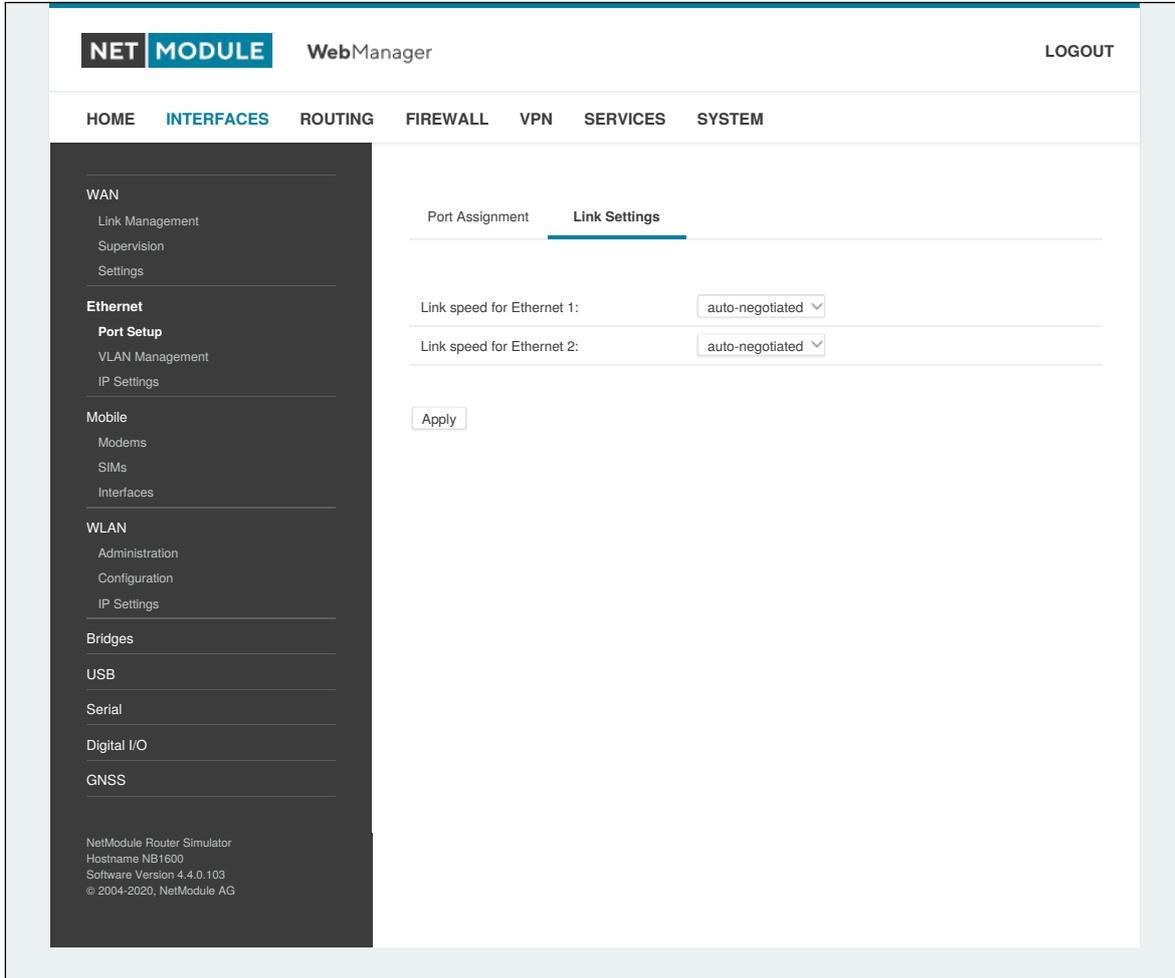 NET MODULE WebManager LOGOUT
HOME INTERFACES ROUTING FIREWALL VPN SERVICES SYSTEM
WAN
Link Management
Supervision
Settings
Ethernet
Port Setup
VLAN Management
IP Settings
Mobile
Modems
SIMs
Interfaces
WLAN
Administration
Configuration
IP Settings
Bridges
USB
Serial
Digital I/O
GNSS
NetModule Router Simulator
Hostname NB1600
Software Version 4.4.0.103
© 2004-2020, NetModule AG
Port Assignment Link Settings
Link speed for Ethernet 1: auto-negotiated
Link speed for Ethernet 2: auto-negotiated
Apply